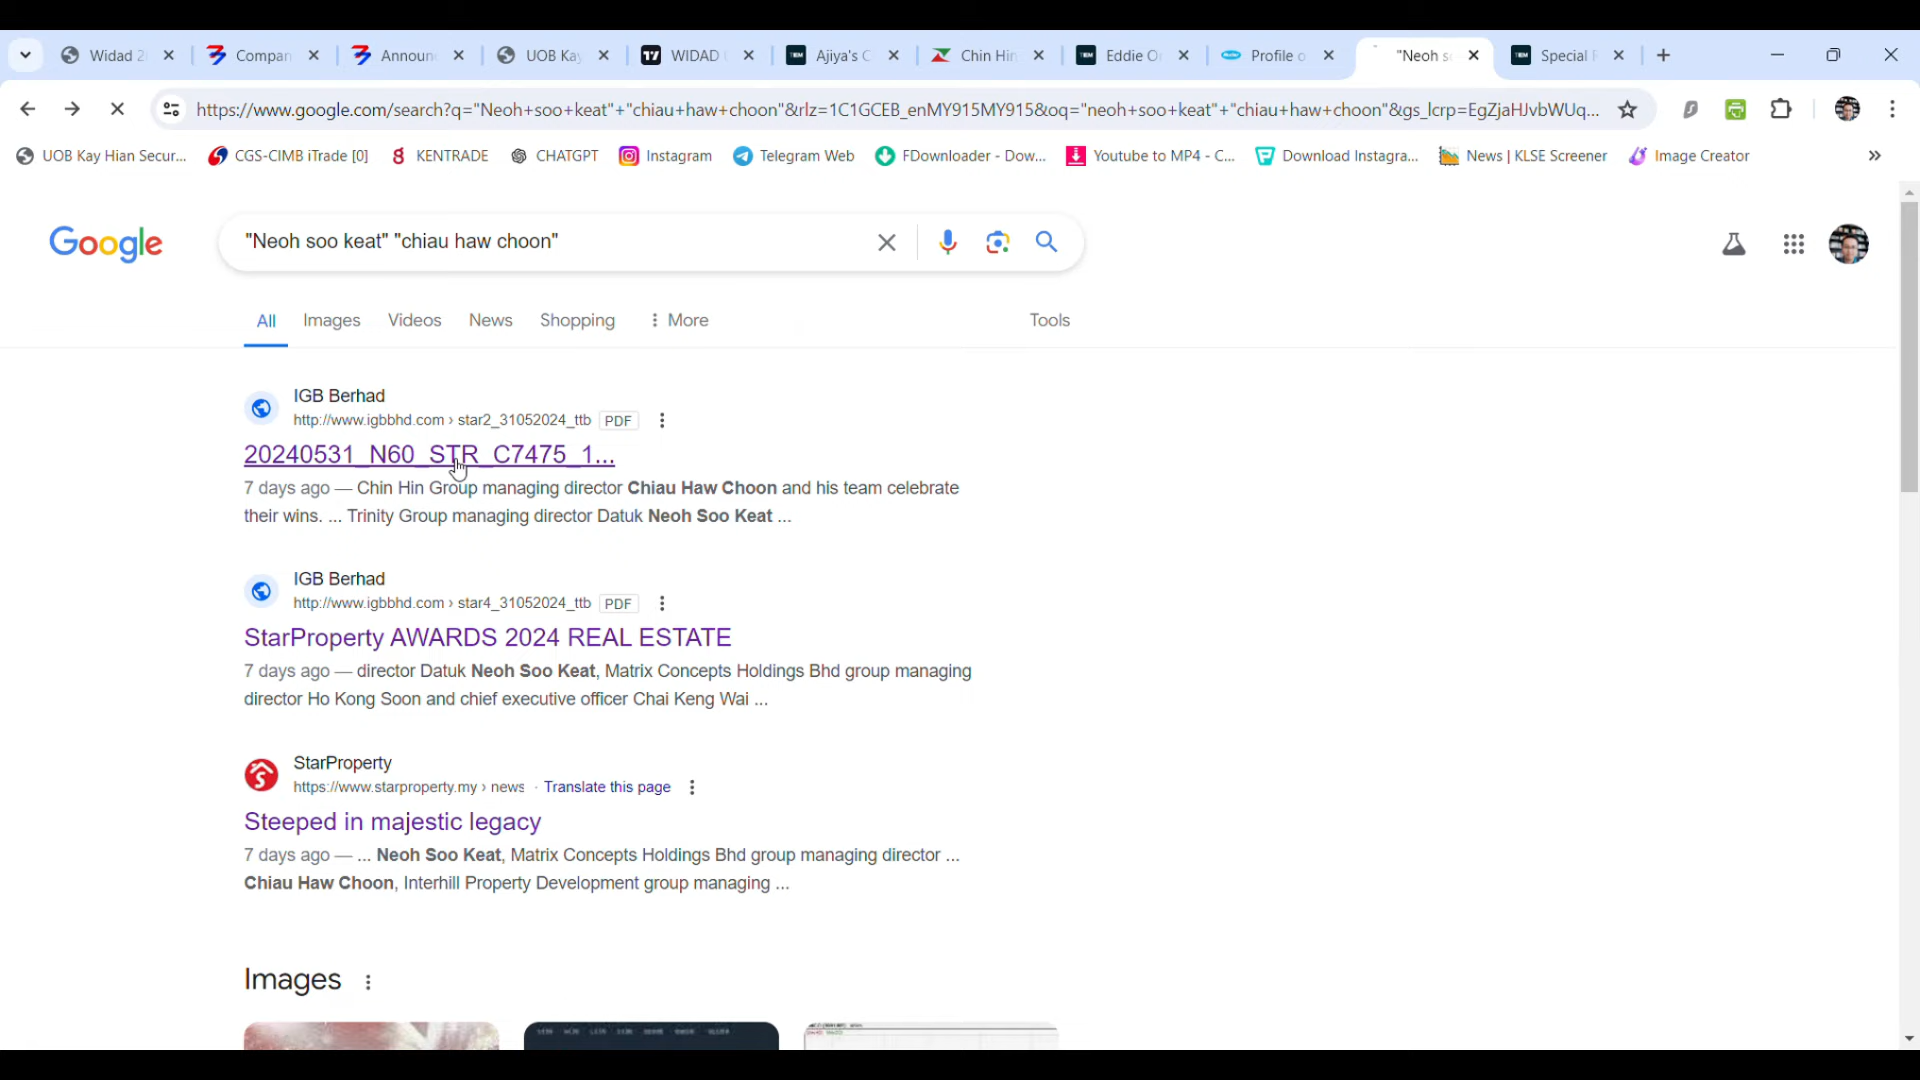 Widad 2
Compan
Announ
UOB Kay
WIDAD
Ajiya's C
Chin Hin
Eddie O
Profile o
"Neoh s
Special
https://www.google.com/search?q="Neoh+soo+keat"+"chiau+haw+choon"&rlz=1C1GCEB_enMY915MY915&oq="neoh+soo+keat"+"chiau+haw+choon"&gs_lcrp=EgZjaHJvbWUq...
UOB Kay Hian Secur...
CGS-CIMB iTrade [0]
KENTRADE
CHATGPT
Instagram
Telegram Web
FDownloader - Dow...
Youtube to MP4 - C...
Download Instagra...
News | KLSE Screener
Image Creator
»
Google
"Neoh soo keat" "chiau haw choon"
All
Images
Videos
News
Shopping
More
Tools
IGB Berhad
http://www.igbbhd.com › star2_31052024_ttb PDF
20240531_N60_STR_C7475_1...
7 days ago — Chin Hin Group managing director Chiau Haw Choon and his team celebrate
their wins. ... Trinity Group managing director Datuk Neoh Soo Keat ...
IGB Berhad
http://www.igbbhd.com › star4_31052024_ttb PDF
StarProperty AWARDS 2024 REAL ESTATE
7 days ago — director Datuk Neoh Soo Keat, Matrix Concepts Holdings Bhd group managing
director Ho Kong Soon and chief executive officer Chai Keng Wai ...
StarProperty
https://www.starproperty.my › news · Translate this page
Steeped in majestic legacy
7 days ago — ... Neoh Soo Keat, Matrix Concepts Holdings Bhd group managing director ...
Chiau Haw Choon, Interhill Property Development group managing ...
Images